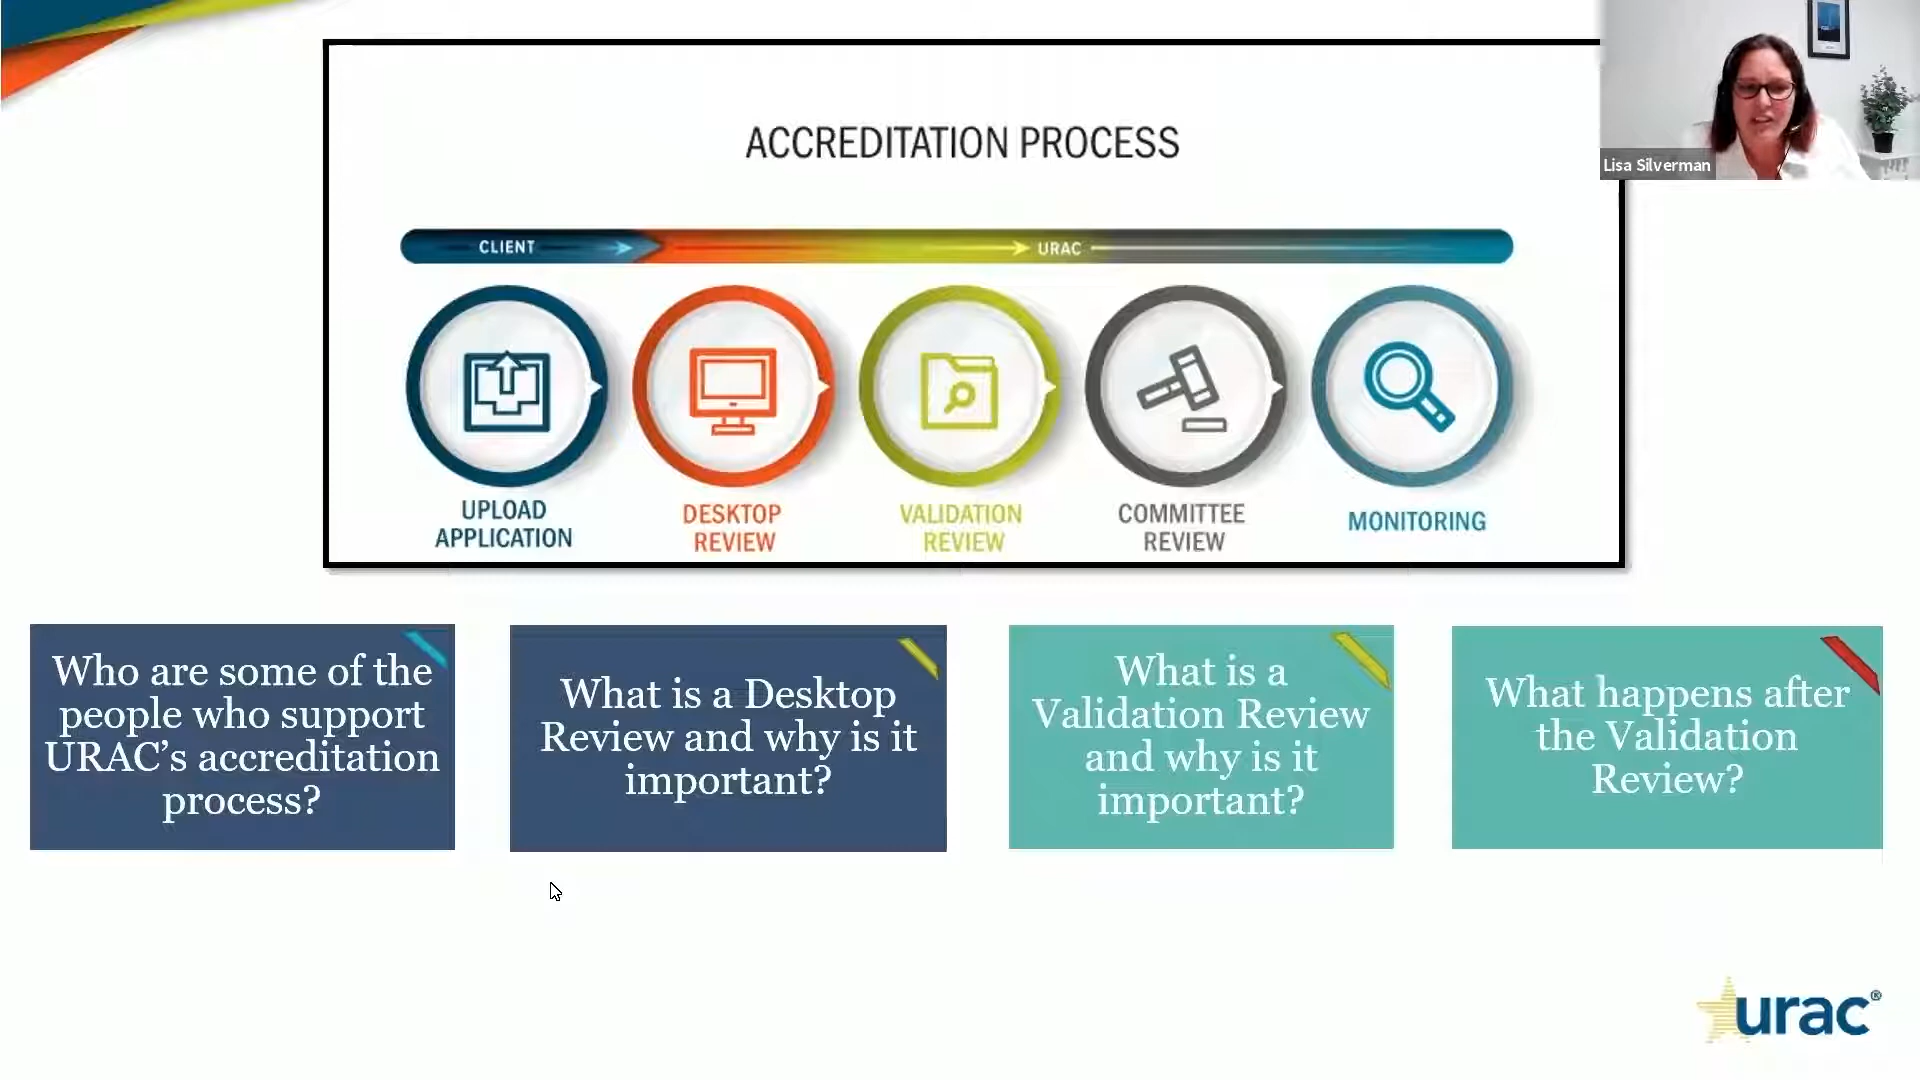 ACCREDITATION PROCESS
Lisa Silverman
CLIENT
URAC
UPLOAD
APPLICATION
DESKTOP
REVIEW
VALIDATION
REVIEW
COMMITTEE
REVIEW
MONITORING
Who are some of the
people who support
URAC’s accreditation
process?
What is a Desktop
Review and why is it
important?
What is a
Validation Review
and why is it
important?
What happens after
the Validation
Review?
urac®